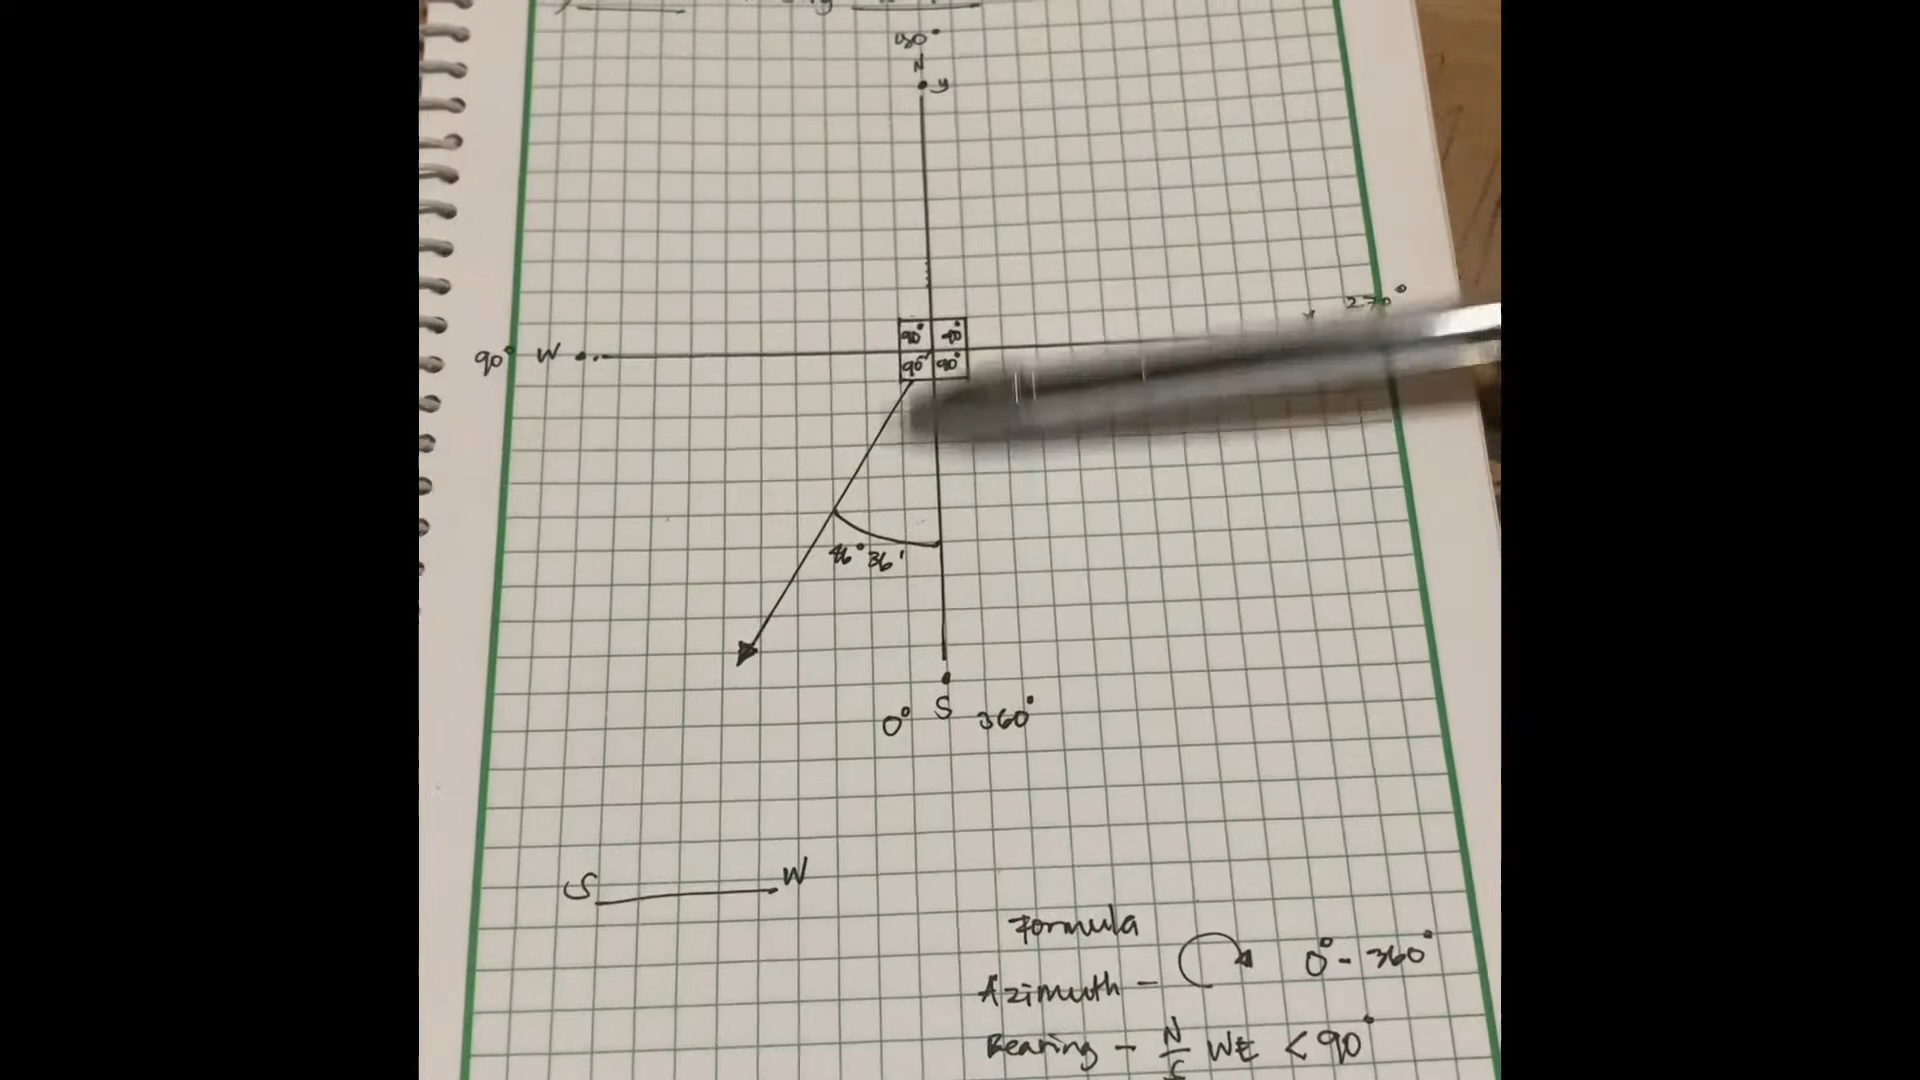 180°
N
y
270°
90° 90°
90° W
90° 90°
46° 36'
0° S 360°
S W
Formula
Azimuth - 0° - 360°
Bearing - N/S WE < 90°